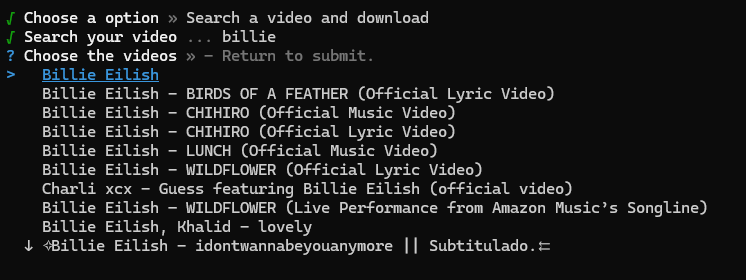 √ Choose a option » Search a video and download
√ Search your video ... billie
? Choose the videos » - Return to submit.
> Billie Eilish
Billie Eilish - BIRDS OF A FEATHER (Official Lyric Video)
Billie Eilish - CHIHIRO (Official Music Video)
Billie Eilish - CHIHIRO (Official Lyric Video)
Billie Eilish - LUNCH (Official Music Video)
Billie Eilish - WILDFLOWER (Official Lyric Video)
Charli xcx - Guess featuring Billie Eilish (official video)
Billie Eilish - WILDFLOWER (Live Performance from Amazon Music’s Songline)
Billie Eilish, Khalid - lovely
↓ ✧Billie Eilish - idontwannabeyouanymore || Subtitulado.